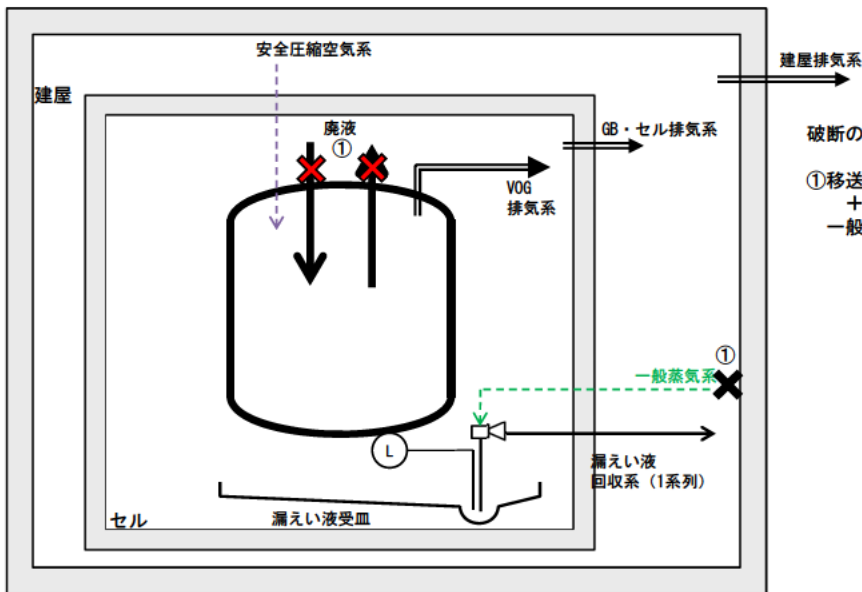 安全圧縮空気系
建屋排気系
建屋
廃液
①
GB・セル排気系
破断の
VOG
排気系
①移送
＋
一般
①
一般蒸気系
L
漏えい液
回収系（1系列）
セル
漏えい液受皿